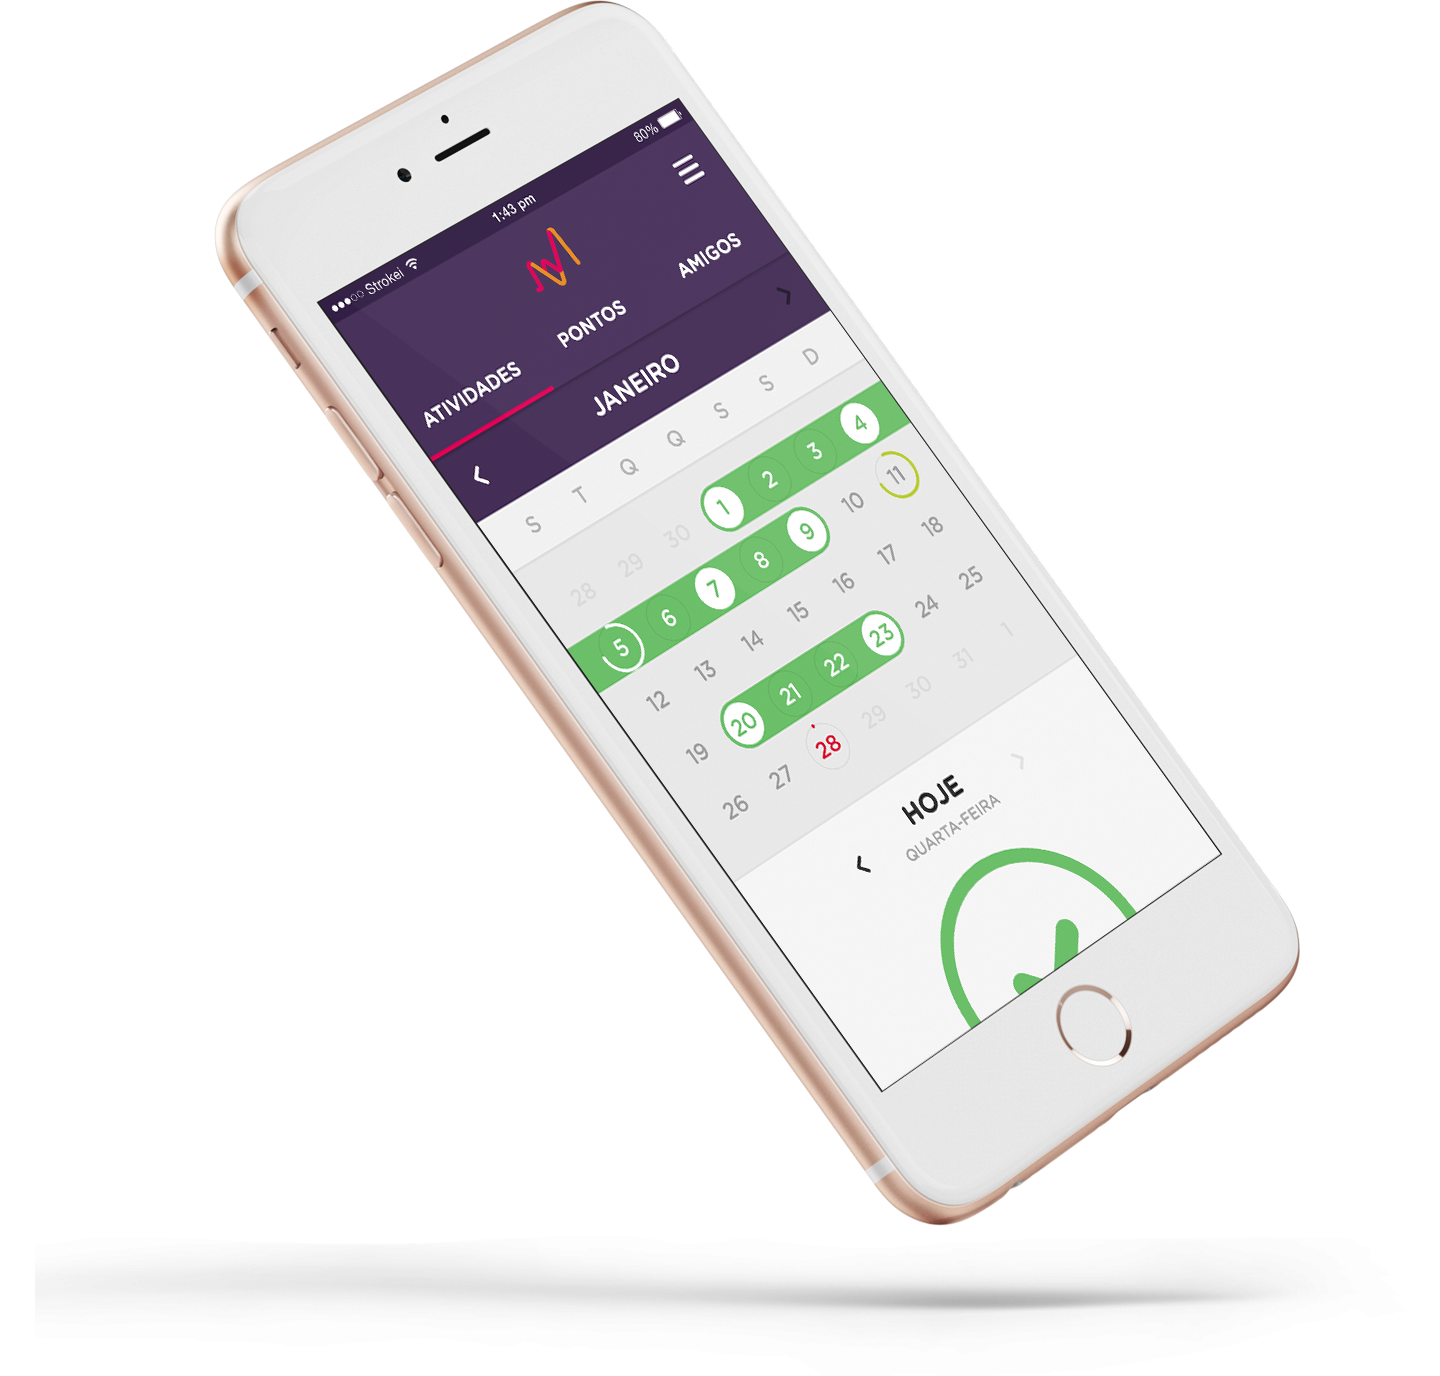 Strokei 1:43 pm 80%
ATIVIDADES PONTOS AMIGOS
JANEIRO
S T Q Q S S D
28 29 30 1 2 3 4
5 6 7 8 9 10 11
12 13 14 15 16 17 18
19 20 21 22 23 24 25
26 27 28 29 30 31 1
HOJE
QUARTA-FEIRA